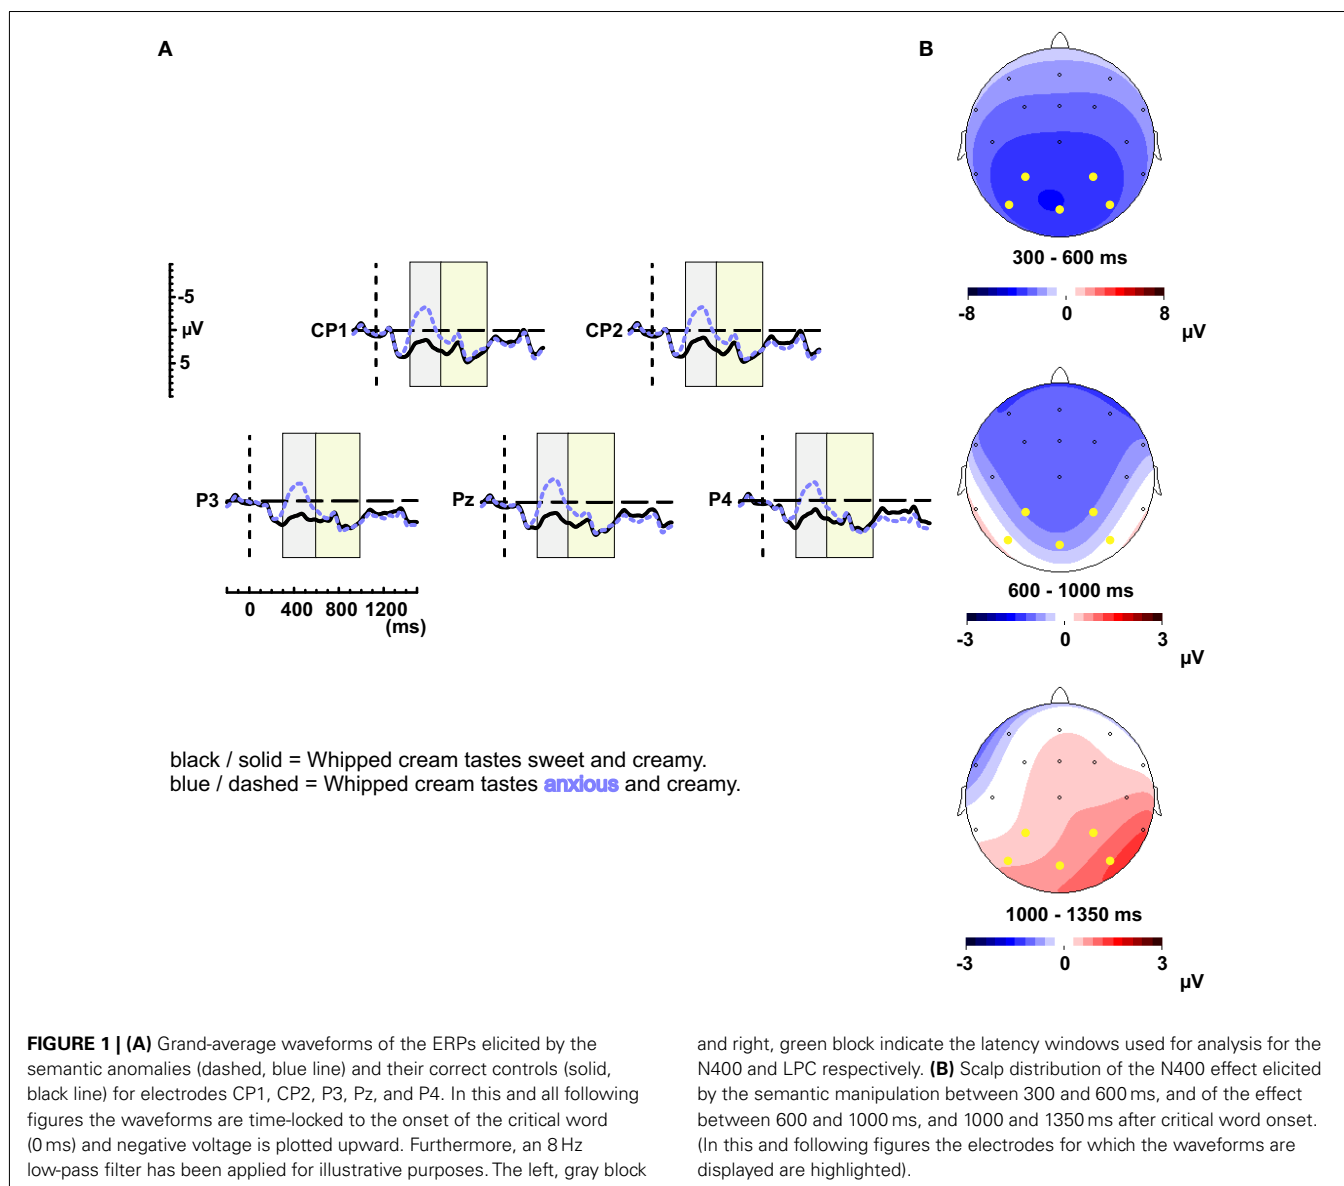 A
B
300 - 600 ms
-8 0 8
µV
-5
µV
5
CP1
CP2
P3
Pz
P4
0 400 800 1200
(ms)
600 - 1000 ms
-3 0 3
µV
black / solid = Whipped cream tastes sweet and creamy.
blue / dashed = Whipped cream tastes anxious and creamy.
1000 - 1350 ms
-3 0 3
µV
FIGURE 1 | (A) Grand-average waveforms of the ERPs elicited by the
semantic anomalies (dashed, blue line) and their correct controls (solid,
black line) for electrodes CP1, CP2, P3, Pz, and P4. In this and all following
figures the waveforms are time-locked to the onset of the critical word
(0 ms) and negative voltage is plotted upward. Furthermore, an 8 Hz
low-pass filter has been applied for illustrative purposes. The left, gray block
and right, green block indicate the latency windows used for analysis for the
N400 and LPC respectively. (B) Scalp distribution of the N400 effect elicited
by the semantic manipulation between 300 and 600 ms, and of the effect
between 600 and 1000 ms, and 1000 and 1350 ms after critical word onset.
(In this and following figures the electrodes for which the waveforms are
displayed are highlighted).